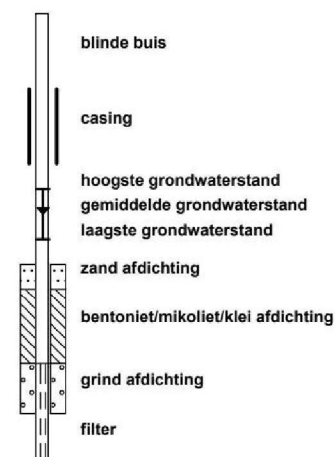 blinde buis
casing
hoogste grondwaterstand
gemiddelde grondwaterstand
laagste grondwaterstand
zand afdichting
bentoniet/mikoliet/klei afdichting
grind afdichting
filter